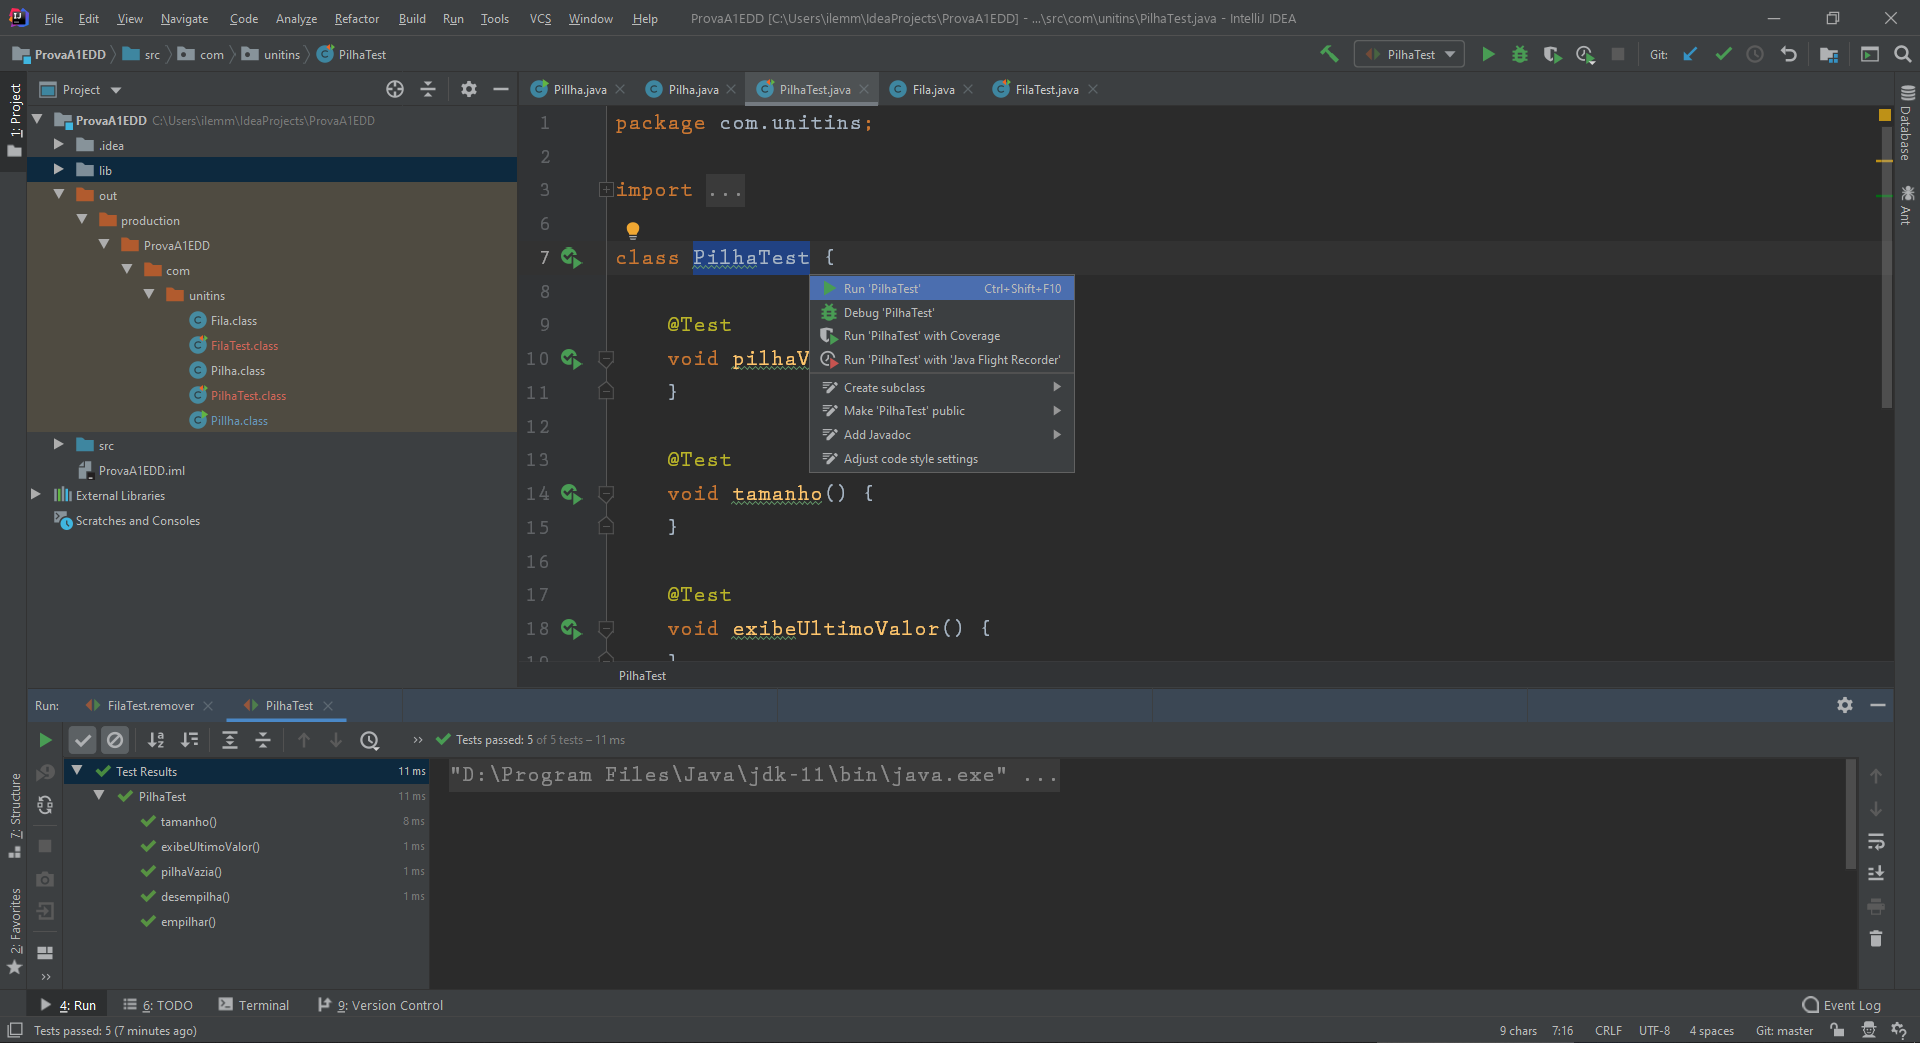 File Edit View Navigate Code Analyze Refactor Build Run Tools VCS Window Help ProvaA1EDD [C:\Users\ilemm\IdeaProjects\ProvaA1EDD] - ...\src\com\unitins\PilhaTest.java - IntelliJ IDEA
ProvaA1EDD src com unitins PilhaTest PilhaTest Git:
Project
Pillha.java Pilha.java PilhaTest.java Fila.java FilaTest.java
1: Project
ProvaA1EDD C:\Users\ilemm\IdeaProjects\ProvaA1EDD
.idea
lib
out
production
ProvaA1EDD
com
unitins
Fila.class
FilaTest.class
Pilha.class
PilhaTest.class
Pillha.class
src
ProvaA1EDD.iml
External Libraries
Scratches and Consoles
1 package com.unitins;
2
3 import ...
6
7 class PilhaTest {
8
9 @Test
10 void pilhaV
11 }
12
13 @Test
14 void tamanho() {
15 }
16
17 @Test
18 void exibeUltimoValor() {
19 }
Run 'PilhaTest' Ctrl+Shift+F10
Debug 'PilhaTest'
Run 'PilhaTest' with Coverage
Run 'PilhaTest' with 'Java Flight Recorder'
Create subclass
Make 'PilhaTest' public
Add Javadoc
Adjust code style settings
PilhaTest
Database
Ant
Run: FilaTest.remover PilhaTest
Tests passed: 5 of 5 tests – 11 ms
Test Results 11 ms
PilhaTest 11 ms
tamanho() 8 ms
exibeUltimoValor() 1 ms
pilhaVazia() 1 ms
desempilha() 1 ms
empilhar()
"D:\Program Files\Java\jdk-11\bin\java.exe" ...
7: Structure
2: Favorites
4: Run 6: TODO Terminal 9: Version Control Event Log
Tests passed: 5 (7 minutes ago) 9 chars 7:16 CRLF UTF-8 4 spaces Git: master